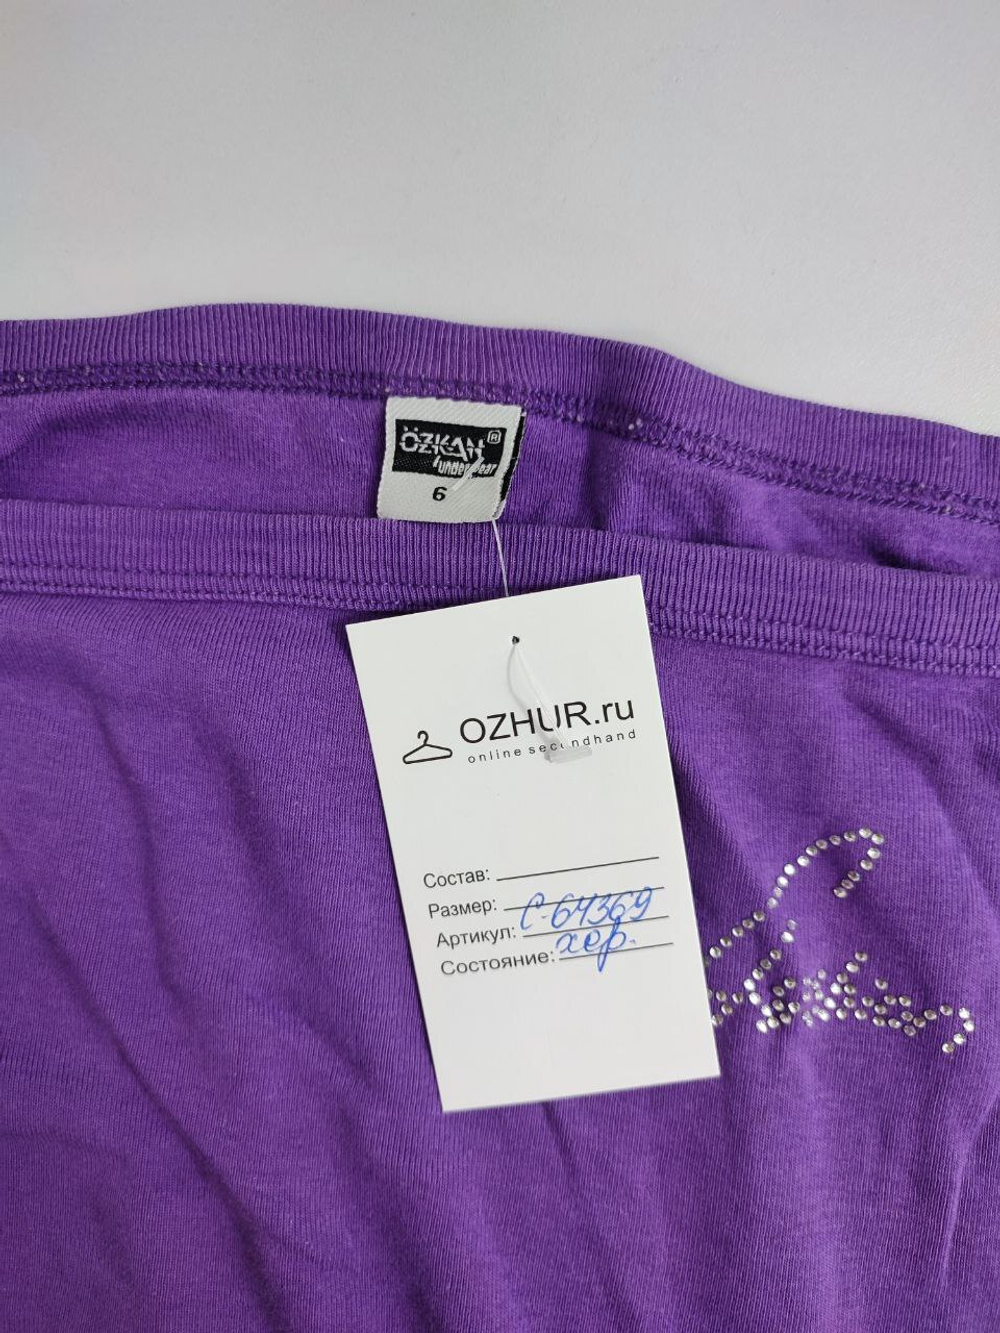 ÖZKAN®
underwear
6
OZHUR.ru
online secondhand
Состав:
Размер:
Артикул: С-64369
Состояние: хор.